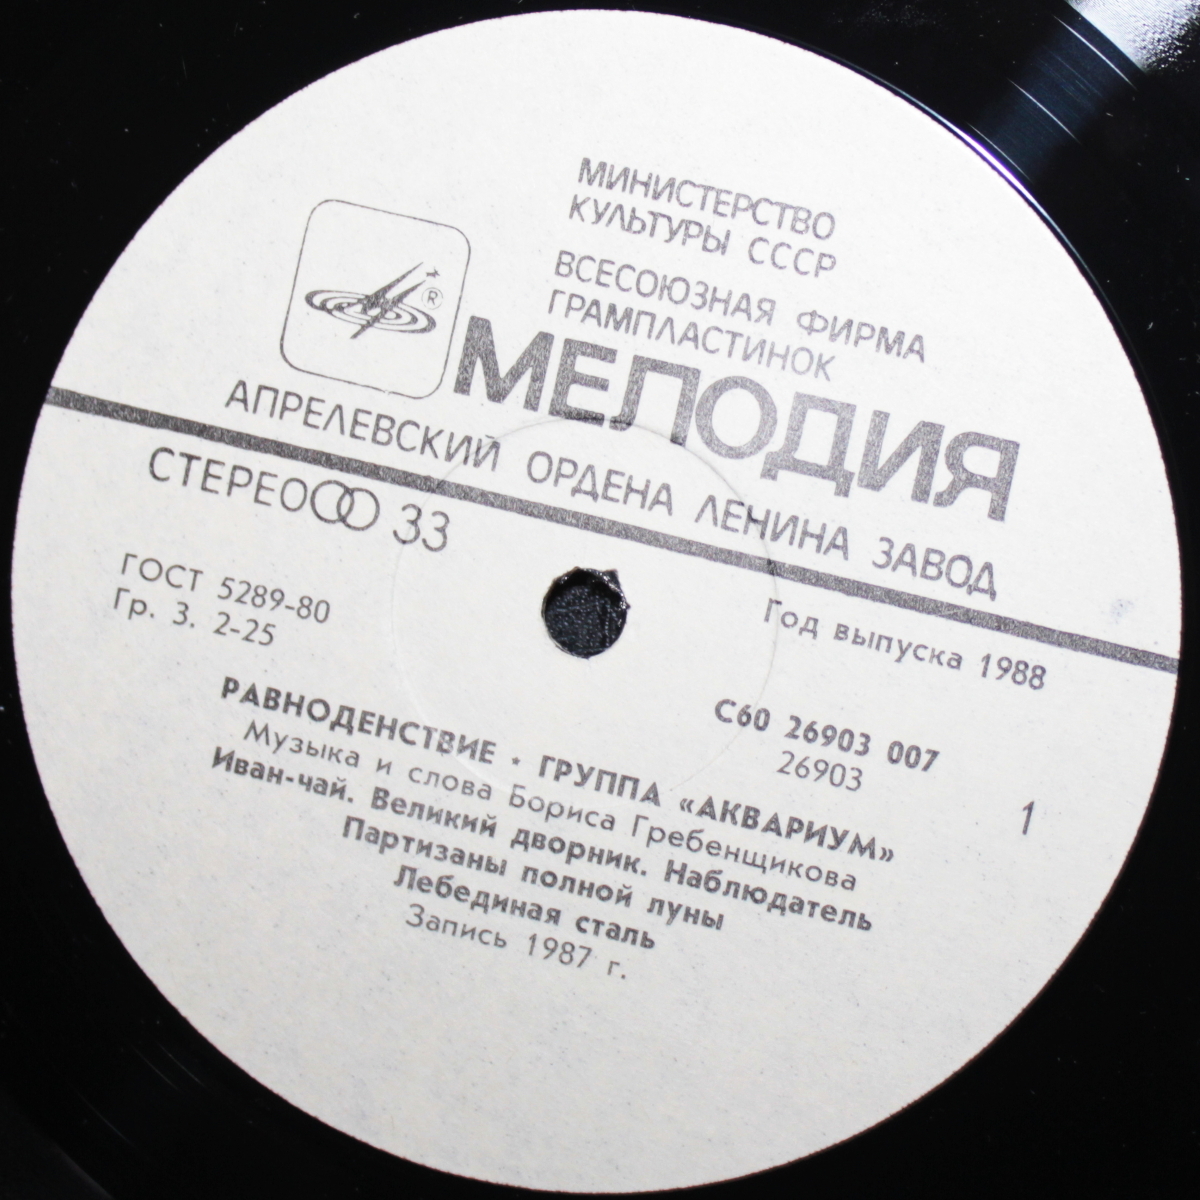 МИНИСТЕРСТВО
КУЛЬТУРЫ СССР
ВСЕСОЮЗНАЯ ФИРМА
ГРАМПЛАСТИНОК
®
МЕЛОДИЯ
АПРЕЛЕВСКИЙ ОРДЕНА ЛЕНИНА ЗАВОД
СТЕРЕО 33
ГОСТ 5289-80
Гр. 3. 2-25
Год выпуска 1988
С60 26903 007
26903
1
РАВНОДЕНСТВИЕ · ГРУППА «АКВАРИУМ»
Музыка и слова Бориса Гребенщикова
Иван-чай. Великий дворник. Наблюдатель
Партизаны полной луны
Лебединая сталь
Запись 1987 г.